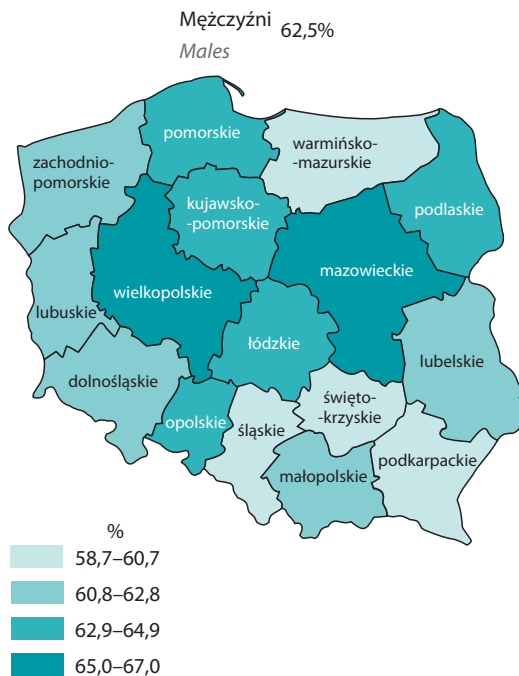 Mężczyźni 62,5%
Males
pomorskie
warmińsko-
-mazurskie
zachodnio-
pomorskie
kujawsko-
-pomorskie
podlaskie
mazowieckie
wielkopolskie
lubuskie
łódzkie
lubelskie
dolnośląskie
święto-
-krzyskie
opolskie
śląskie
podkarpackie
małopolskie
%
58,7–60,7
60,8–62,8
62,9–64,9
65,0–67,0